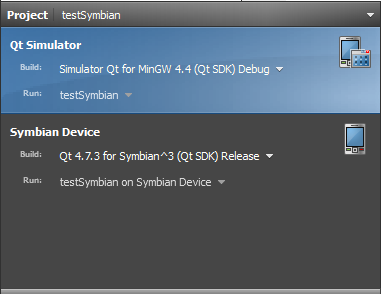 Project testSymbian
Qt Simulator
Build: Simulator Qt for MinGW 4.4 (Qt SDK) Debug
Run: testSymbian
Symbian Device
Build: Qt 4.7.3 for Symbian^3 (Qt SDK) Release
Run: testSymbian on Symbian Device